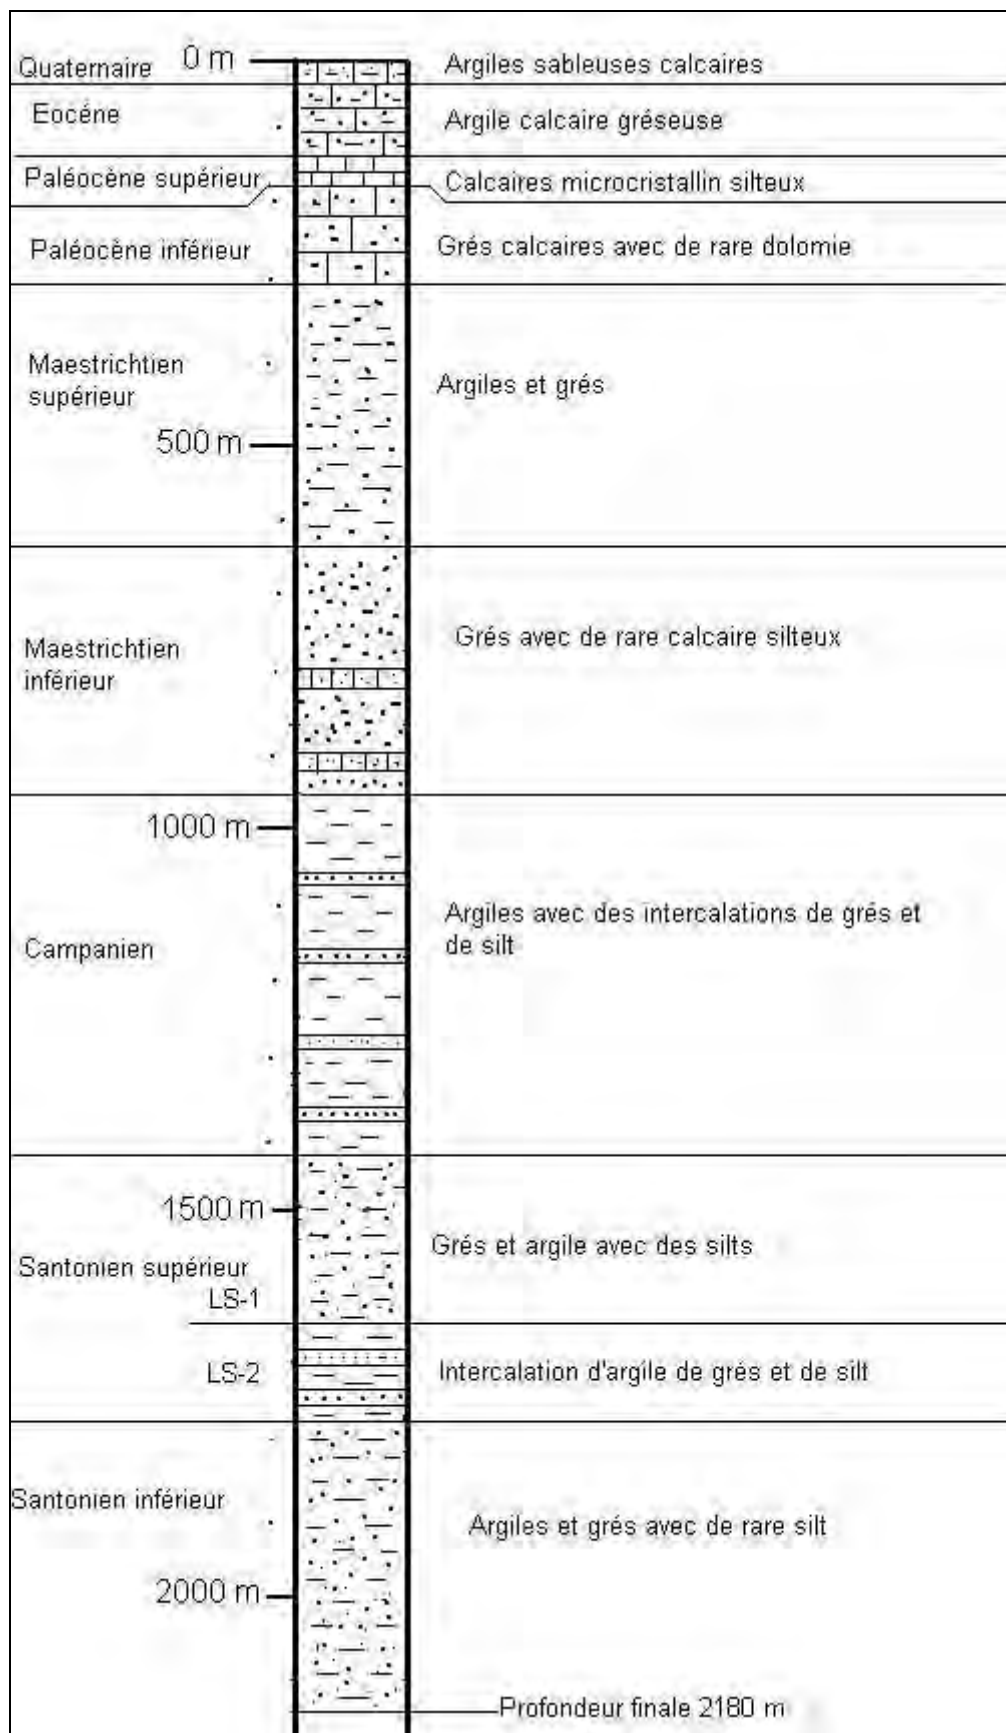 Quaternaire 0 m Argiles sableuses calcaires
Eocéne Argile calcaire gréseuse
Paléocène supérieur Calcaires microcristallin silteux
Paléocène inférieur Grés calcaires avec de rare dolomie
Maestrichtien
supérieur
Argiles et grés
500 m
Maestrichtien
inférieur
Grés avec de rare calcaire silteux
1000 m
Campanien
Argiles avec des intercalations de grés et
de silt
1500 m
Santonien supérieur
LS-1
Grés et argile avec des silts
LS-2 Intercalation d'argile de grés et de silt
Santonien inférieur
Argiles et grés avec de rare silt
2000 m
Profondeur finale 2180 m